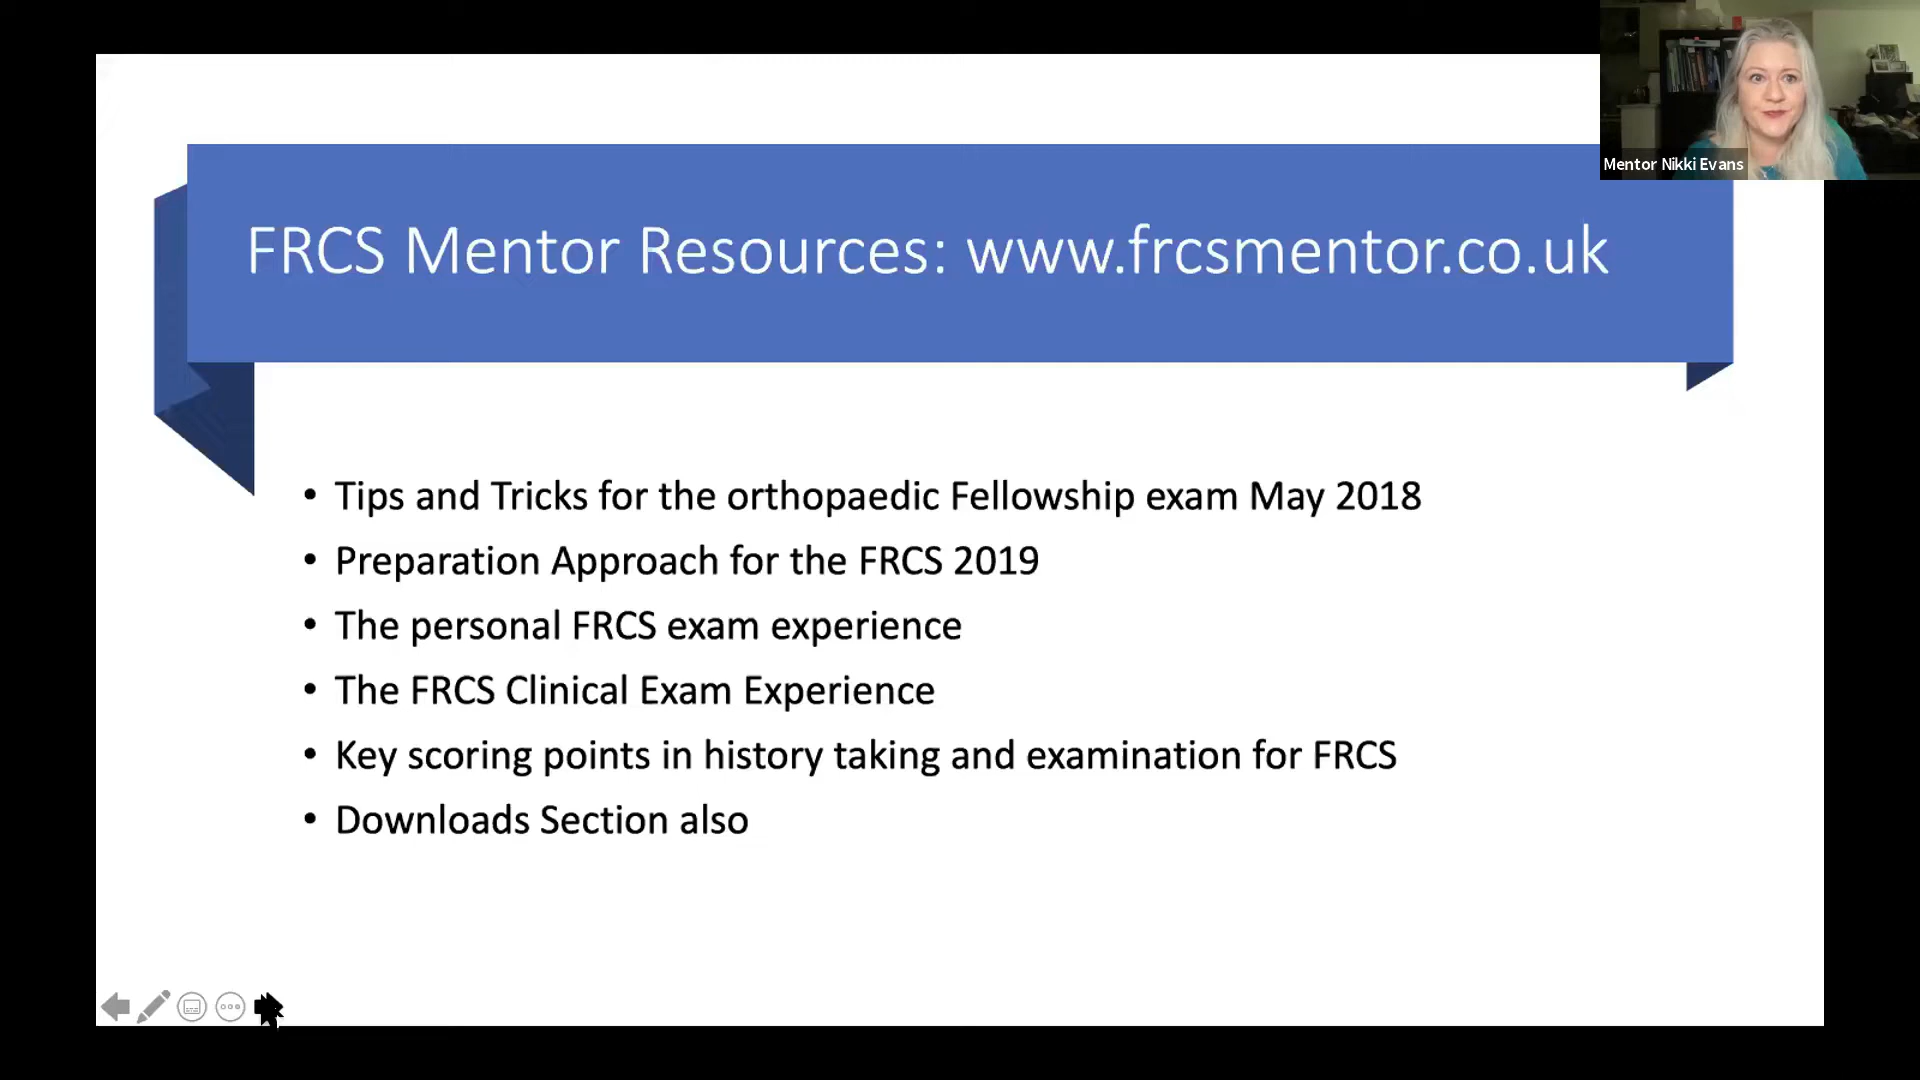 Mentor Nikki Evans
FRCS Mentor Resources: www.frcsmentor.co.uk
• Tips and Tricks for the orthopaedic Fellowship exam May 2018
• Preparation Approach for the FRCS 2019
• The personal FRCS exam experience
• The FRCS Clinical Exam Experience
• Key scoring points in history taking and examination for FRCS
• Downloads Section also